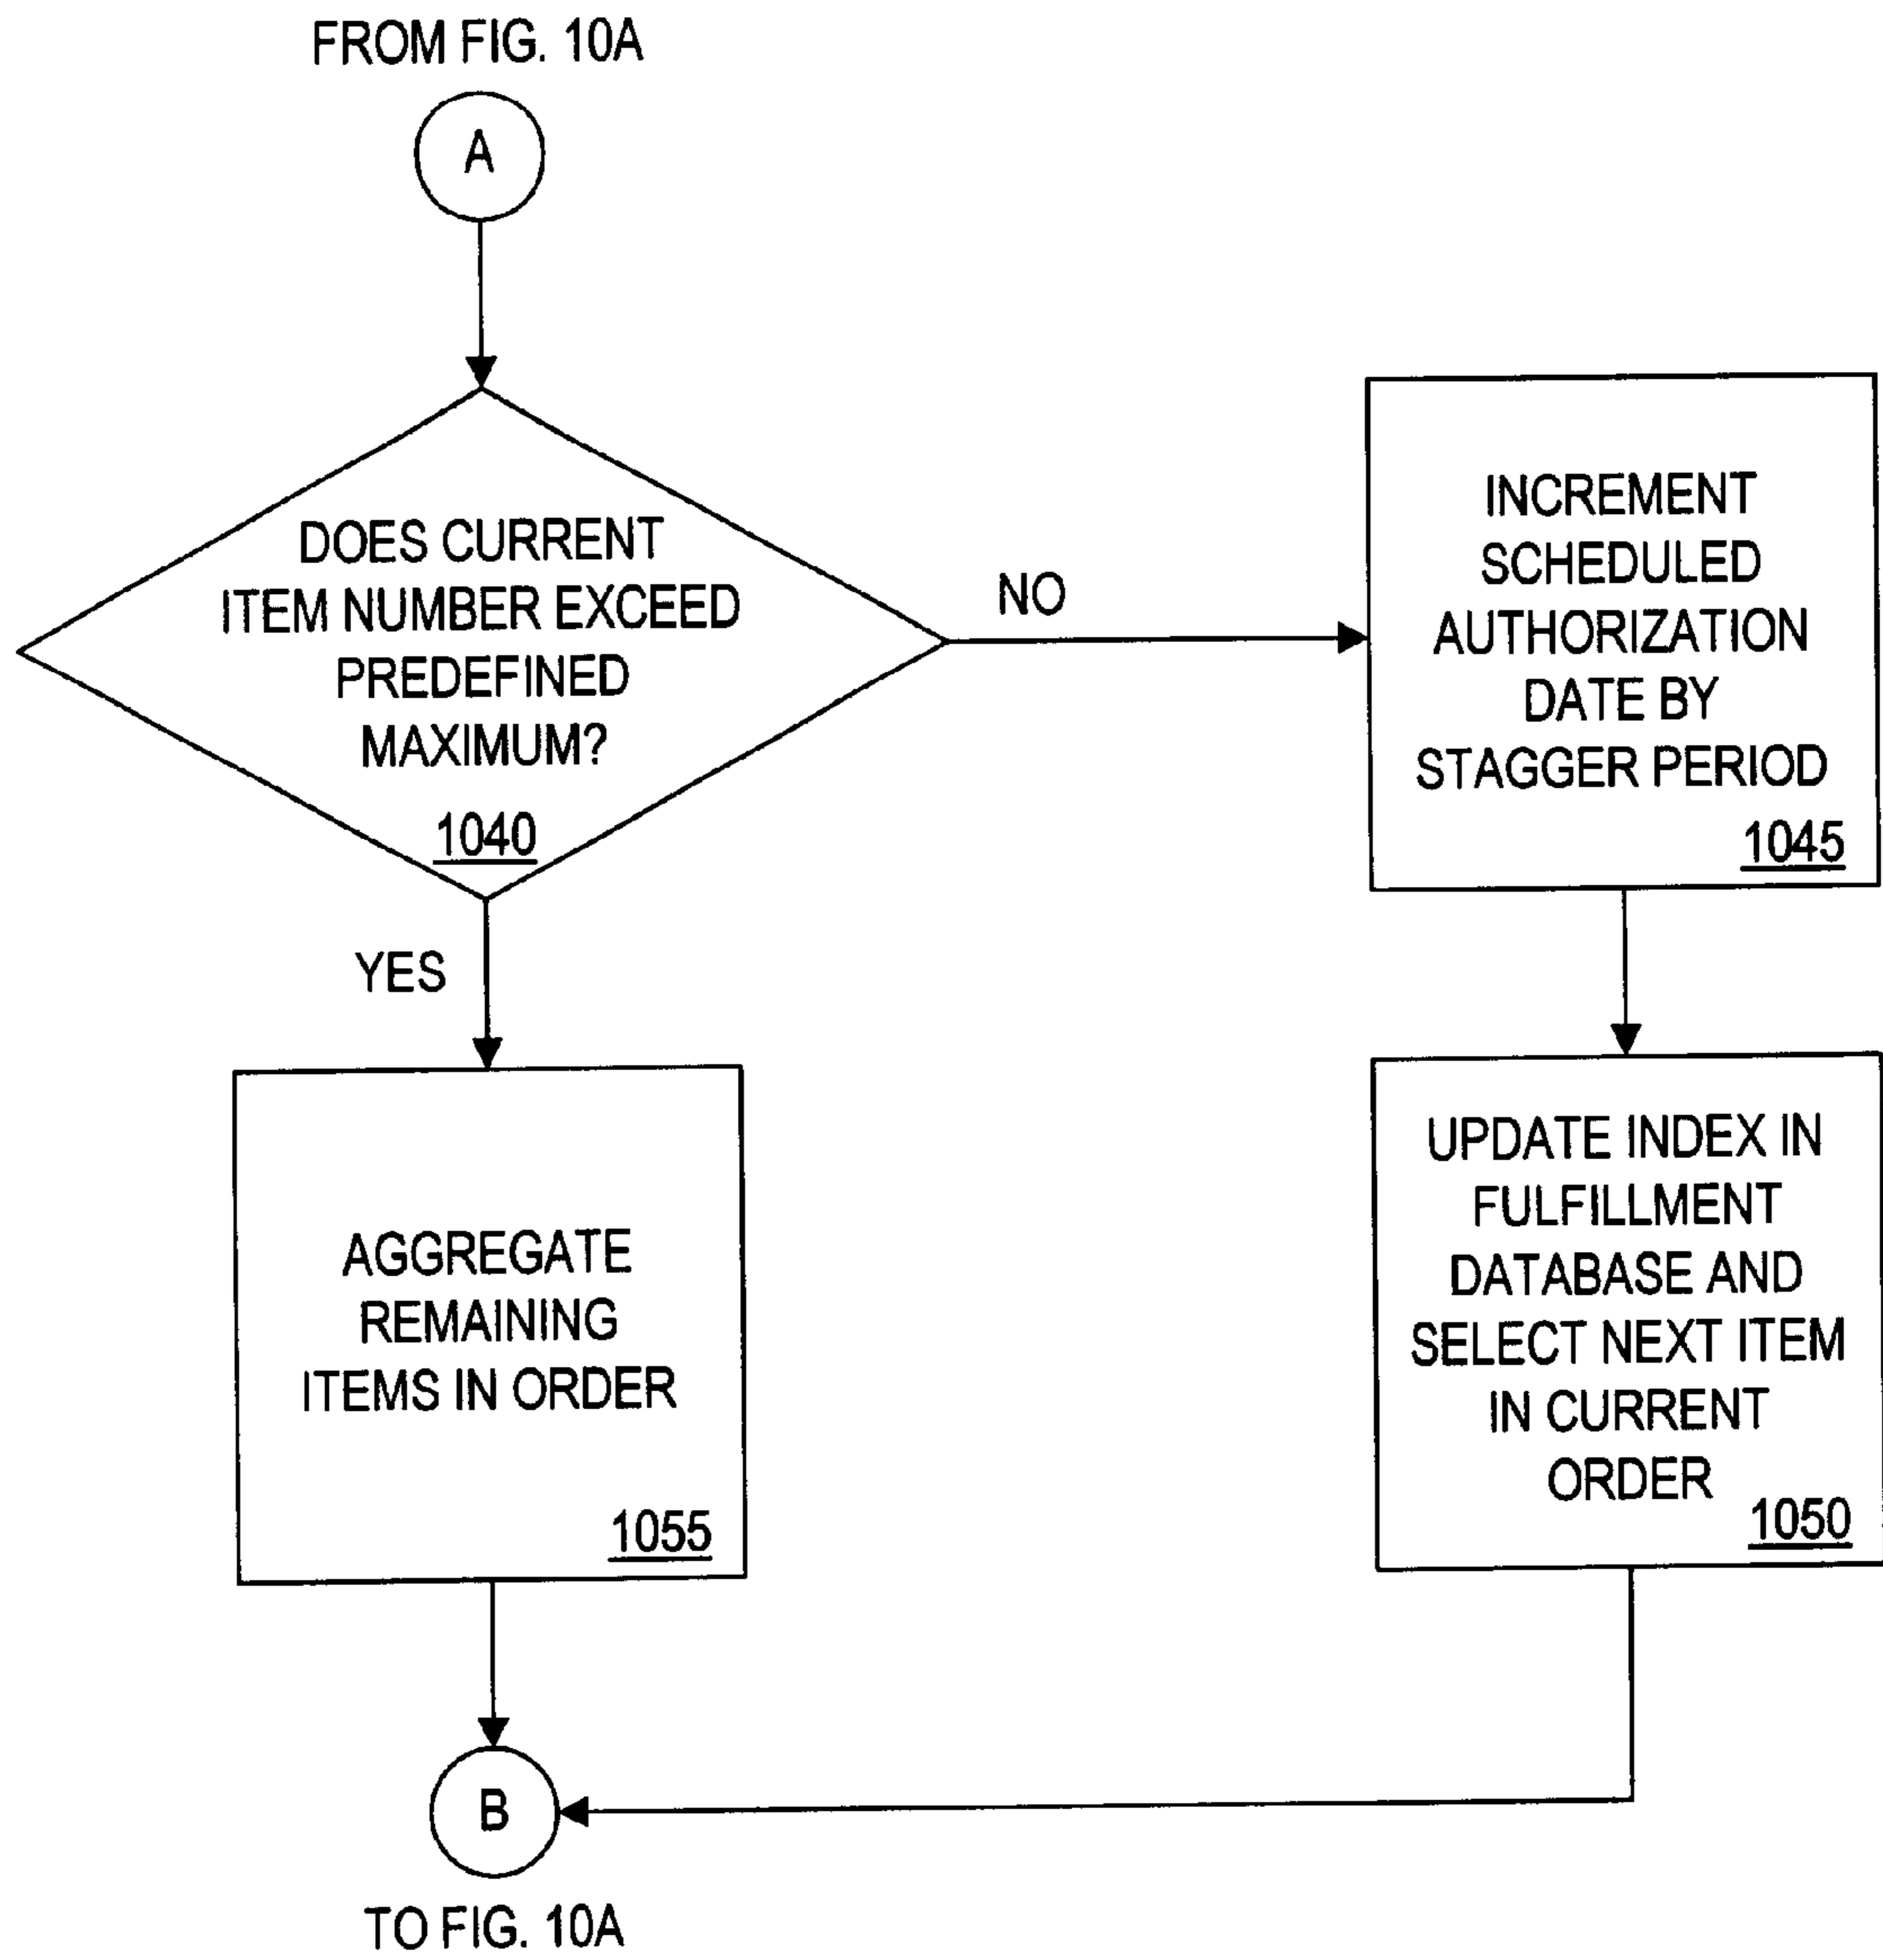 FROM FIG. 10A
A
DOES CURRENT
ITEM NUMBER EXCEED
PREDEFINED
MAXIMUM?
1040
NO
INCREMENT
SCHEDULED
AUTHORIZATION
DATE BY
STAGGER PERIOD
1045
YES
AGGREGATE
REMAINING
ITEMS IN ORDER
1055
UPDATE INDEX IN
FULFILLMENT
DATABASE AND
SELECT NEXT ITEM
IN CURRENT
ORDER
1050
B
TO FIG. 10A